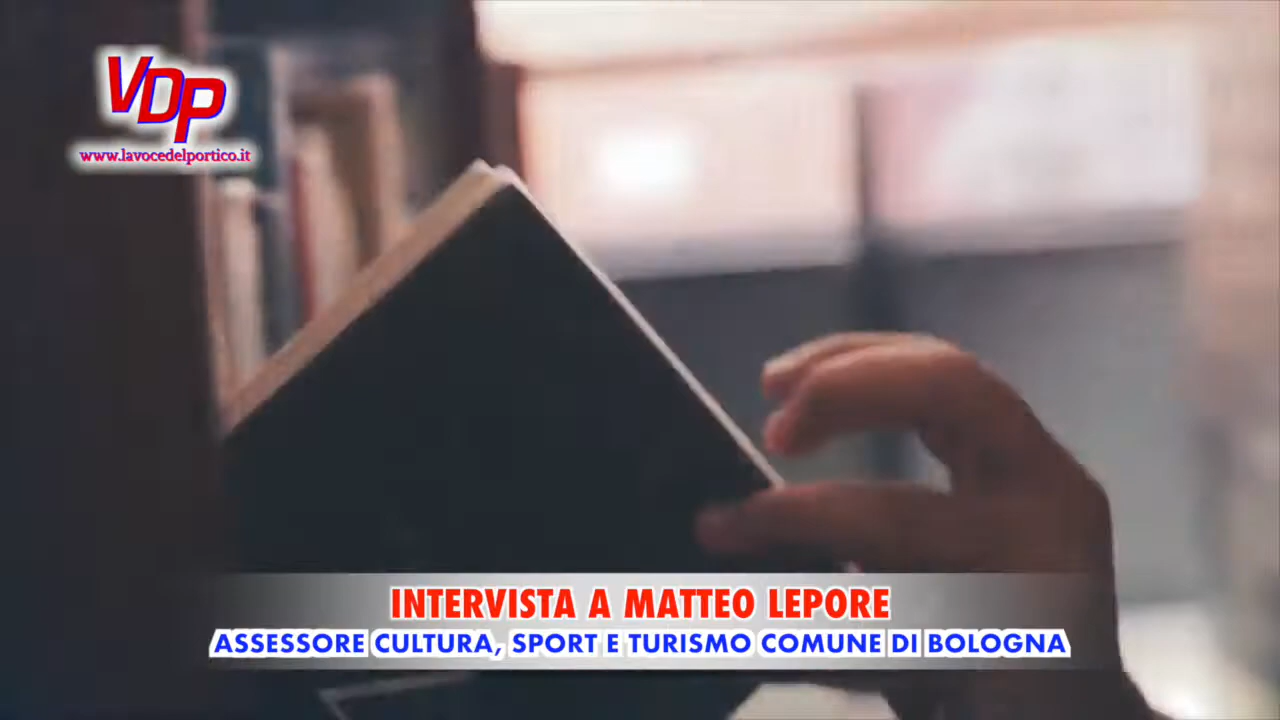 VDP
www.lavocedelportico.it
INTERVISTA A MATTEO LEPORE
ASSESSORE CULTURA, SPORT E TURISMO COMUNE DI BOLOGNA